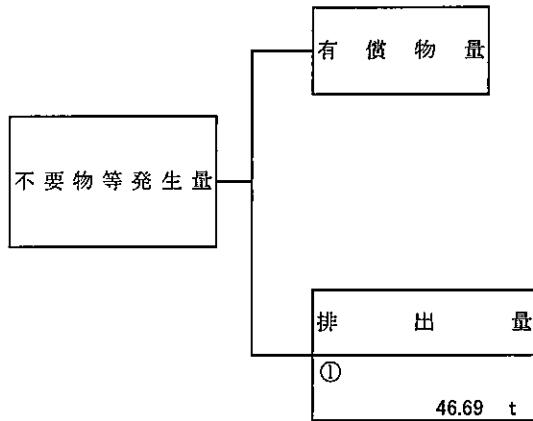 有償物量
不要物等発生量
排出量
①
46.69 t